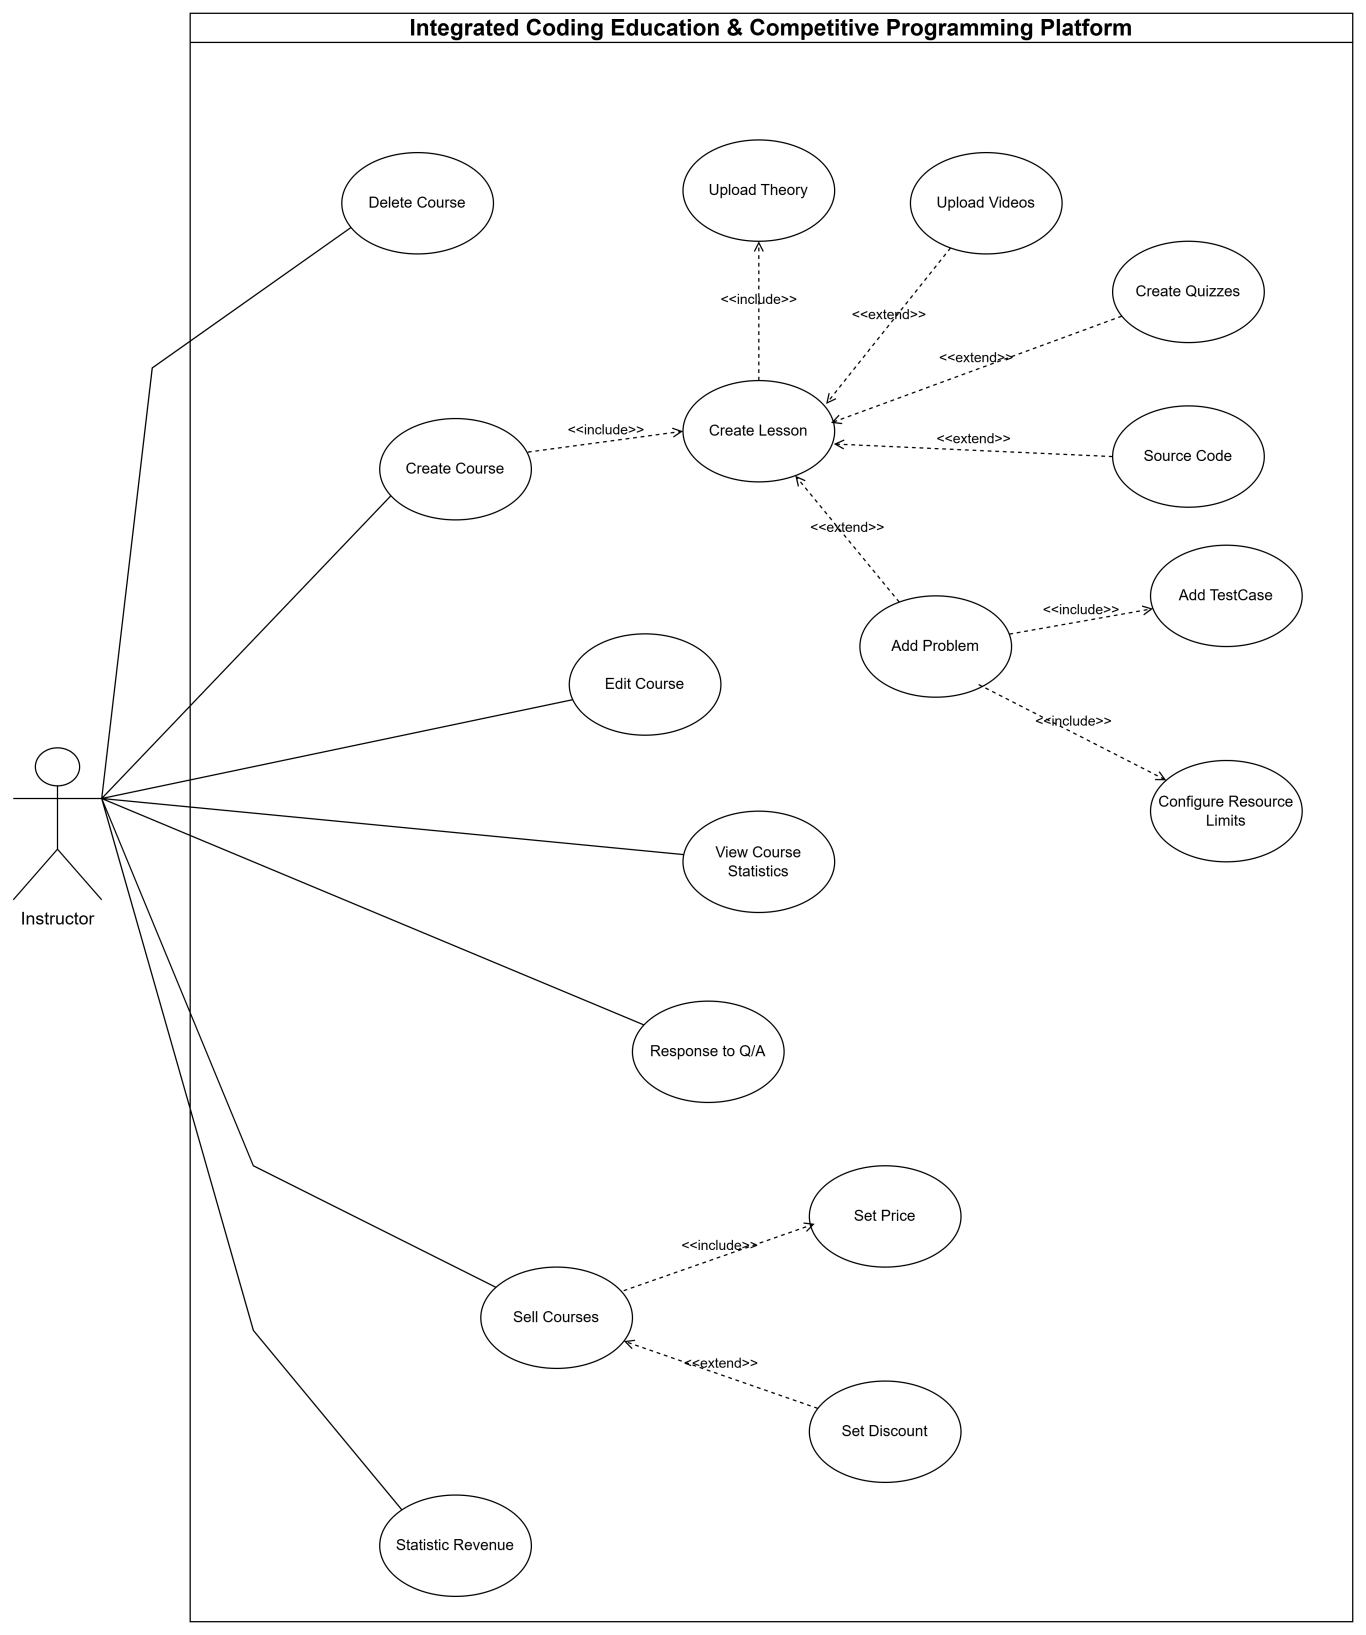 Integrated Coding Education & Competitive Programming Platform
Delete Course
Upload Theory
Upload Videos
Create Quizzes
<<include>>
<<extend>>
<<extend>>
Create Course
<<include>>
Create Lesson
<<extend>>
Source Code
<<extend>>
Add Problem
<<include>>
Add TestCase
<<include>>
Configure Resource
Limits
Edit Course
View Course
Statistics
Instructor
Response to Q/A
Sell Courses
<<include>>
Set Price
<<extend>>
Set Discount
Statistic Revenue